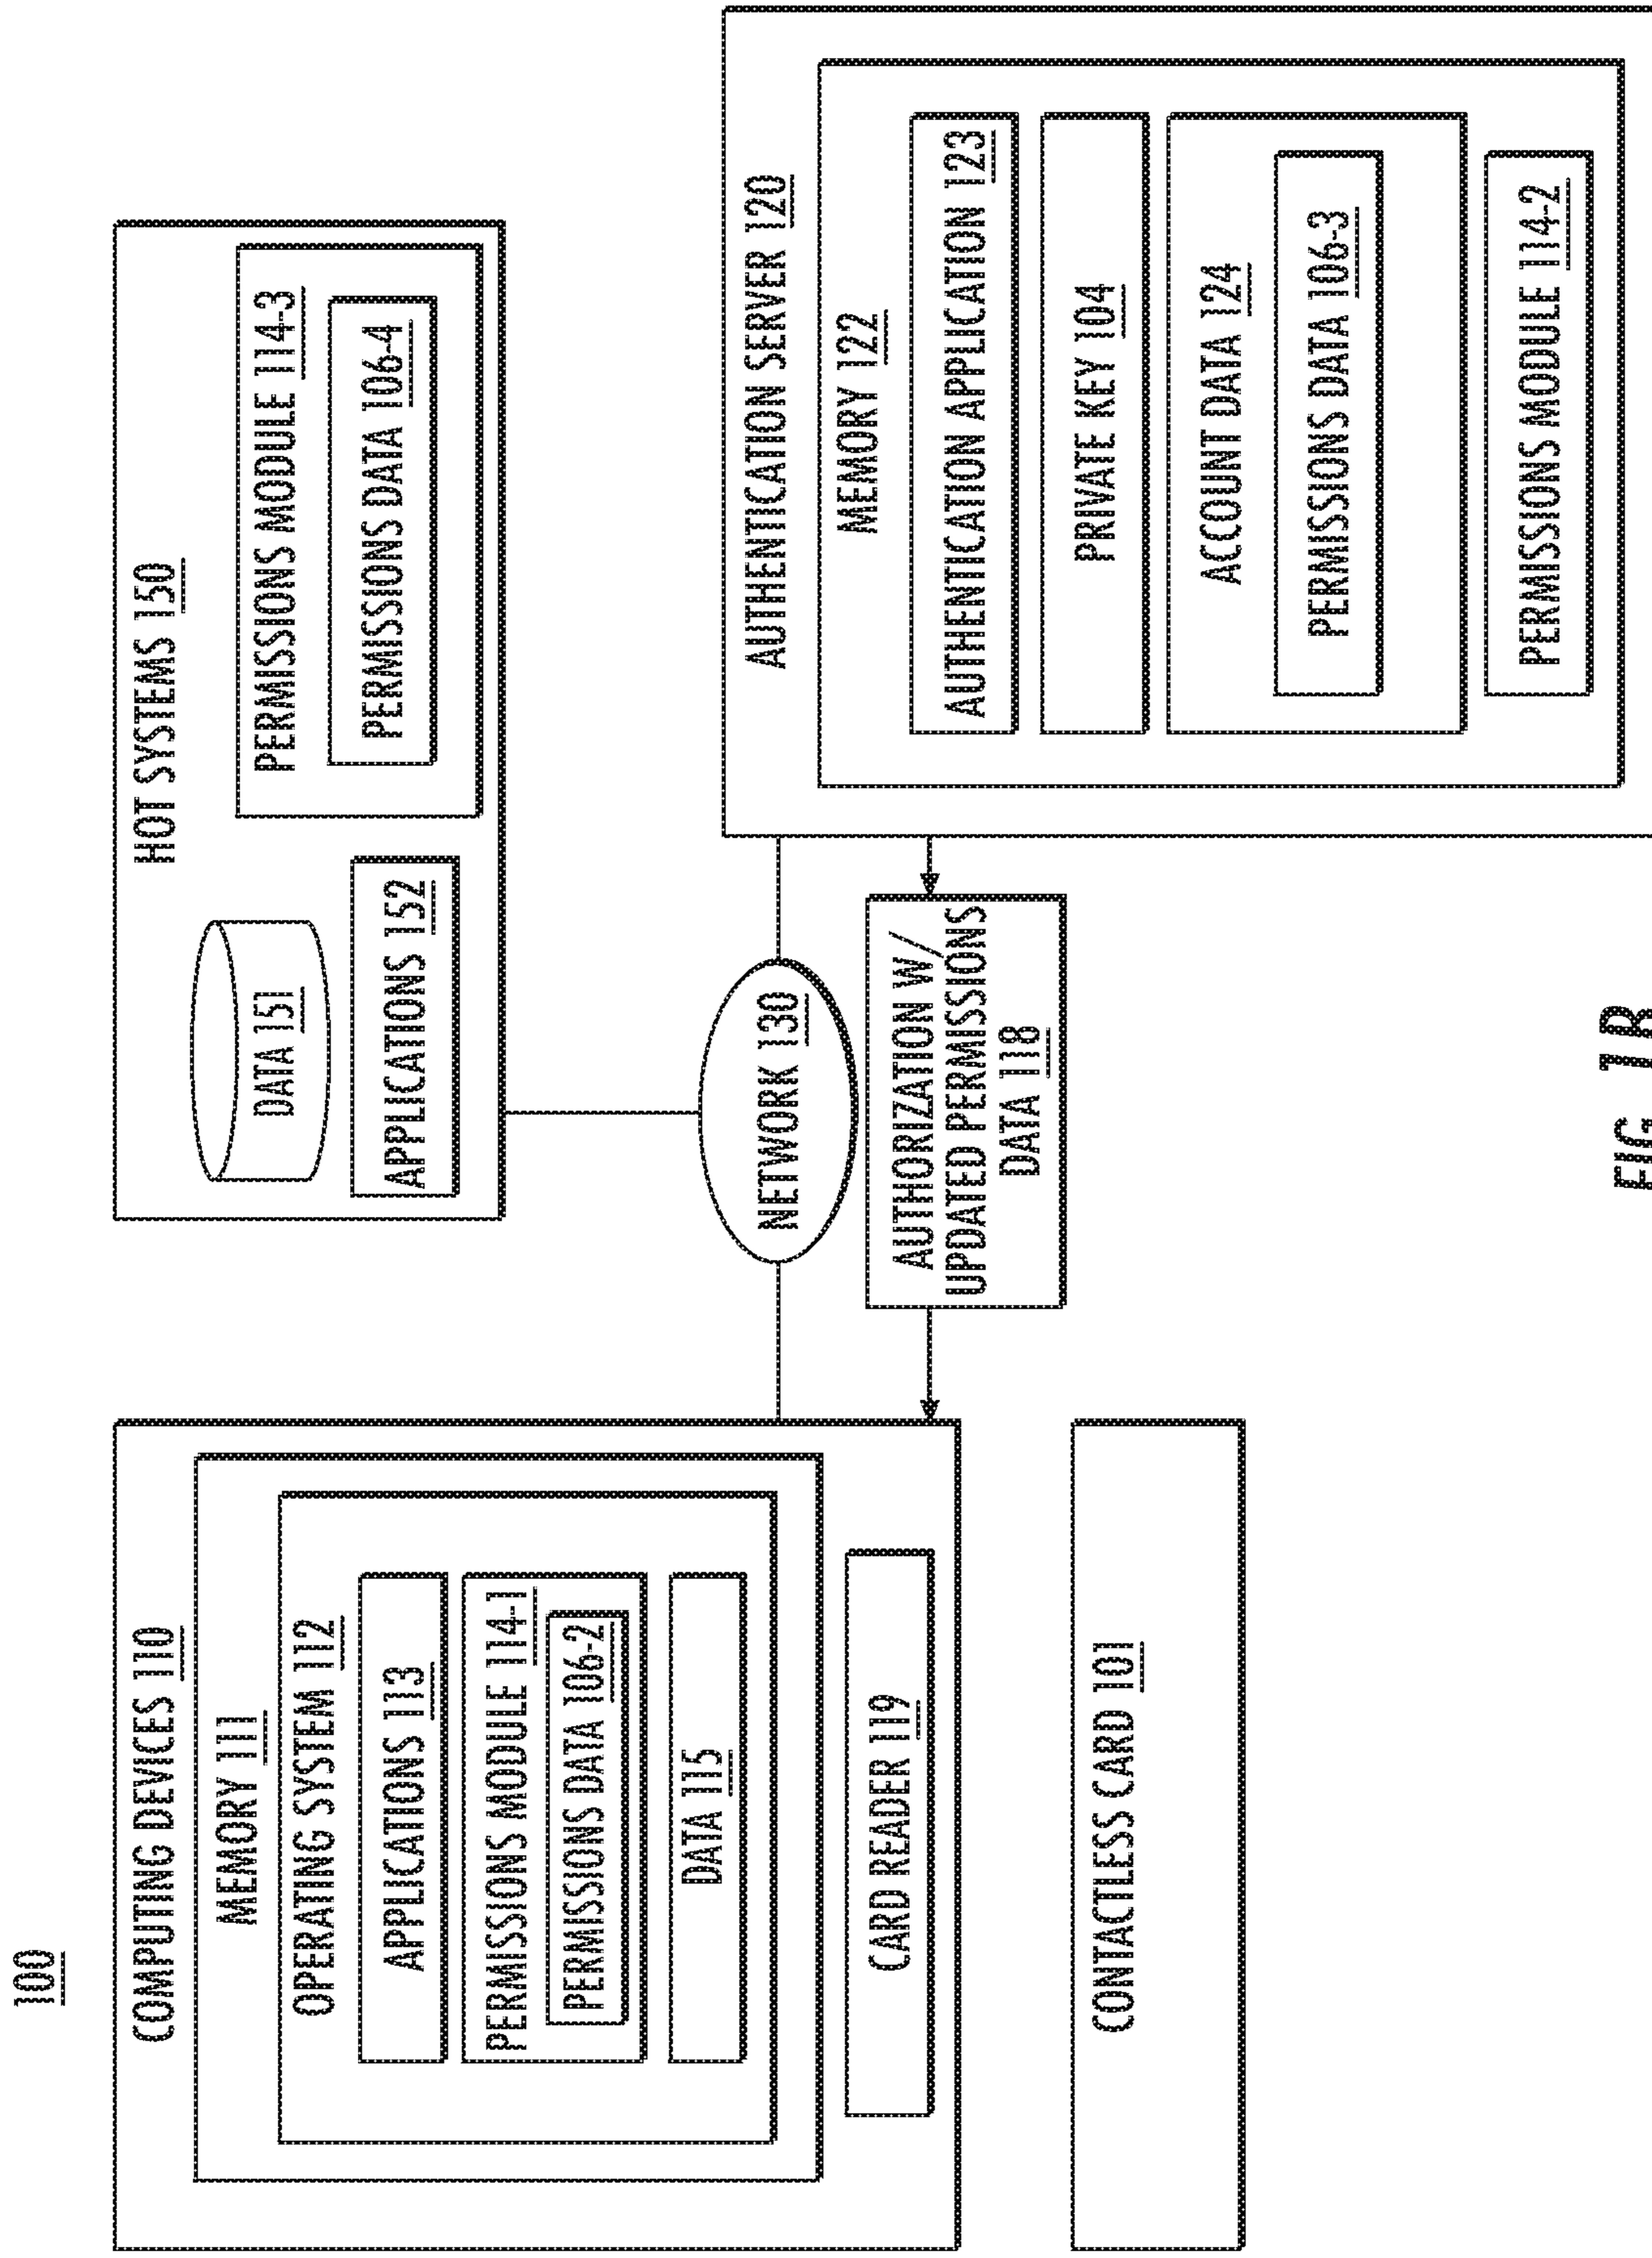 100
COMPUTING DEVICES 110
MEMORY 111
OPERATING SYSTEM 112
APPLICATIONS 113
PERMISSIONS MODULE 114-1
PERMISSIONS DATA 106-2
DATA 115
CARD READER 119
CONTACTLESS CARD 101
HOT SYSTEMS 150
DATA 151
APPLICATIONS 152
PERMISSIONS MODULE 114-3
PERMISSIONS DATA 106-4
NETWORK 130
AUTHORIZATION W/
UPDATED PERMISSIONS
DATA 118
AUTHENTICATION SERVER 120
MEMORY 122
AUTHENTICATION APPLICATION 123
PRIVATE KEY 104
ACCOUNT DATA 124
PERMISSIONS DATA 106-3
PERMISSIONS MODULE 114-2
FIG. 1B